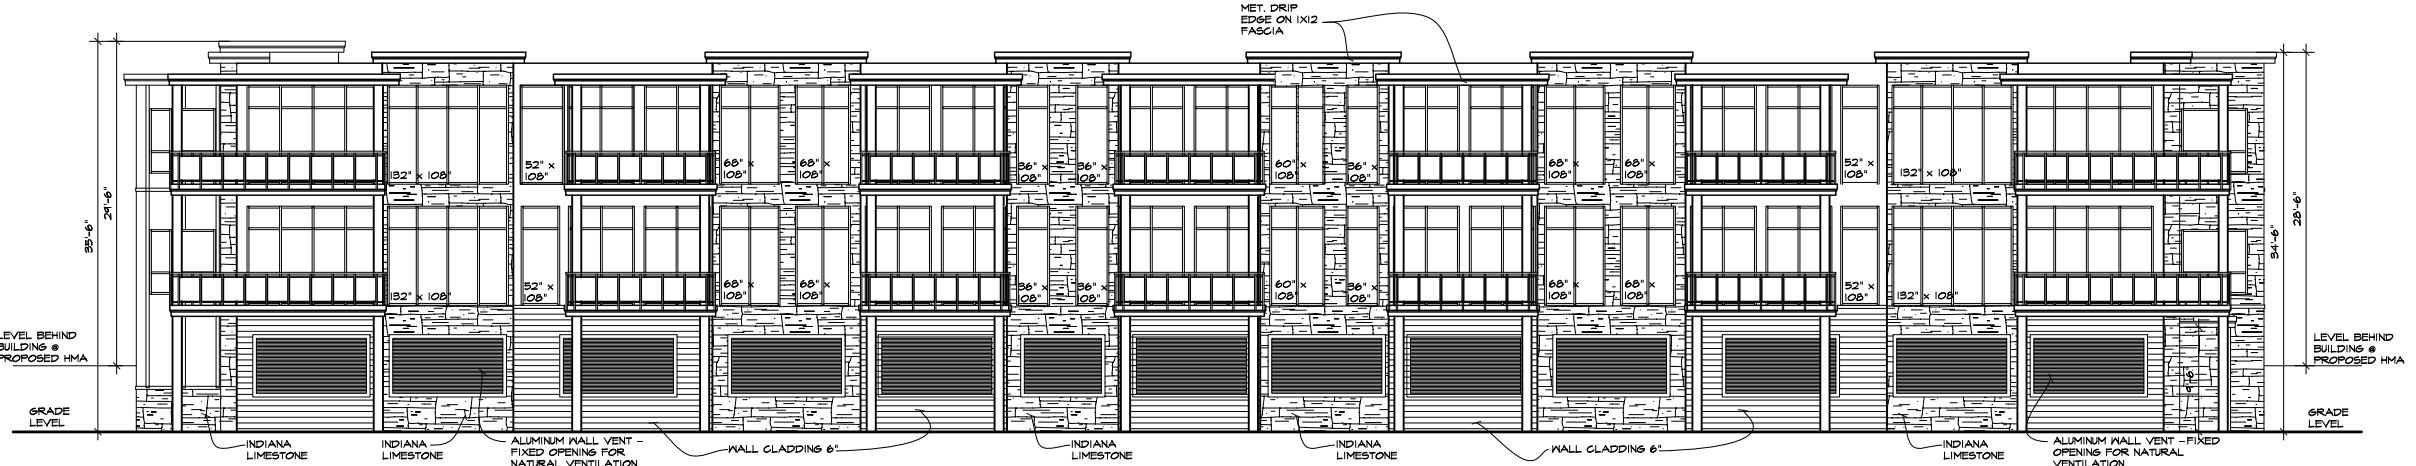 MET. DRIP
EDGE ON 1X12
FASCIA
35'-6"
29'-6"
34'-6"
28'-6"
132" x 108"
52" x
108"
68" x
108"
68" x
108"
36" x
108"
36" x
108"
60" x
108"
36" x
108"
68" x
108"
68" x
108"
52" x
108"
132" x 108"
132" x 108"
52" x
108"
68" x
108"
68" x
108"
36" x
108"
36" x
108"
60" x
108"
36" x
108"
68" x
108"
68" x
108"
52" x
108"
132" x 108"
LEVEL BEHIND
BUILDING @
PROPOSED HMA
LEVEL BEHIND
BUILDING @
PROPOSED HMA
9'-6"
GRADE
LEVEL
GRADE
LEVEL
INDIANA
LIMESTONE
INDIANA
LIMESTONE
ALUMINUM WALL VENT -
FIXED OPENING FOR
NATURAL VENTILATION
WALL CLADDING 6"
INDIANA
LIMESTONE
INDIANA
LIMESTONE
WALL CLADDING 6"
INDIANA
LIMESTONE
ALUMINUM WALL VENT -FIXED
OPENING FOR NATURAL
VENTILATION